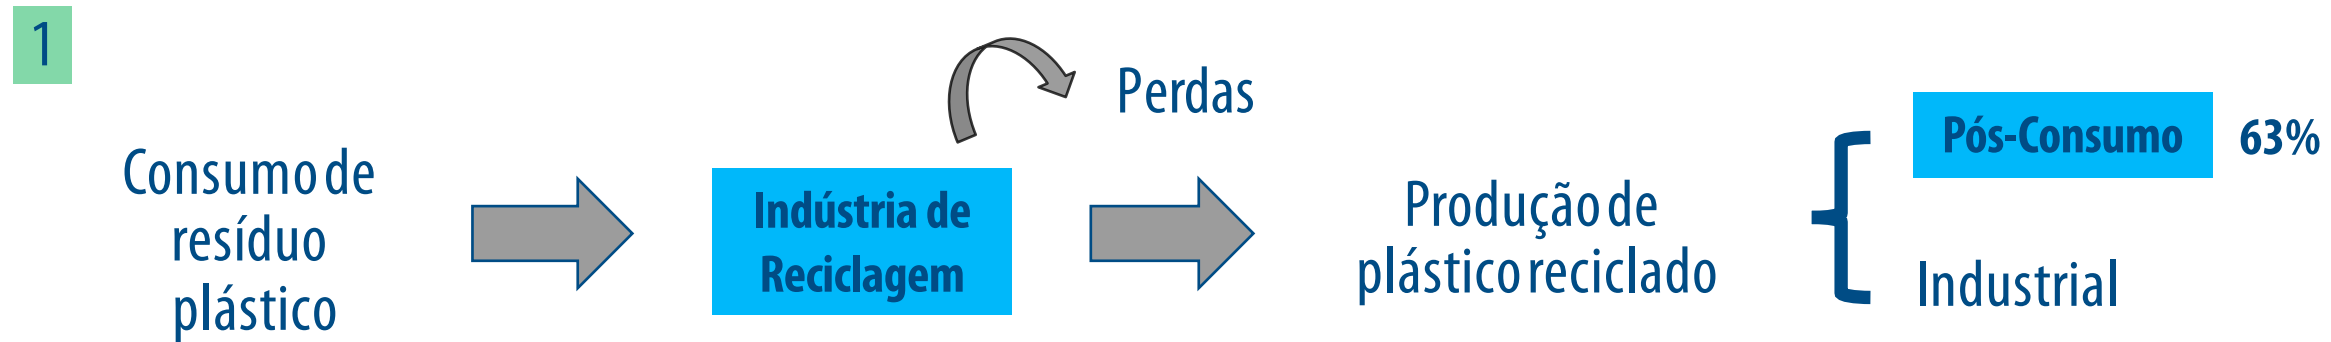 1
Perdas
Consumo de
resíduo
plástico
Indústria de
Reciclagem
Produção de
plástico reciclado
Pós-Consumo 63%
Industrial